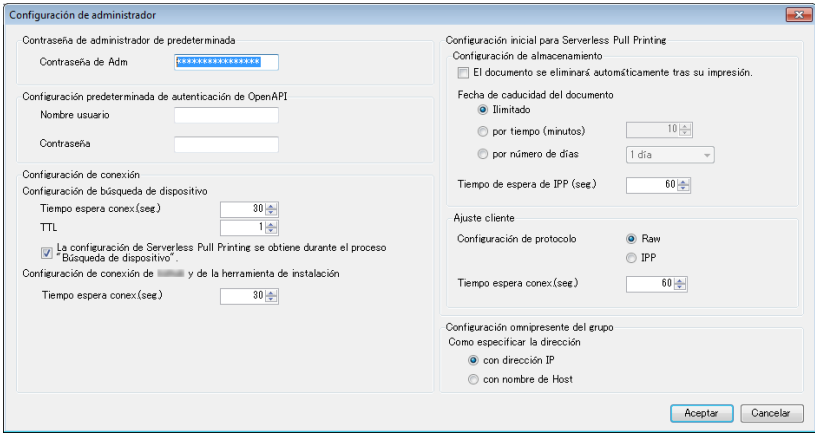 Configuración de administrador
Contraseña de administrador de predeterminada
Contraseña de Adm
****************
Configuración predeterminada de autenticación de OpenAPI
Nombre usuario
Contraseña
Configuración de conexión
Configuración de búsqueda de dispositivo
Tiempo espera conex.(seg.)
30
TTL
1
La configuración de Serverless Pull Printing se obtiene durante el proceso
"Búsqueda de dispositivo".
Configuración de conexión de y de la herramienta de instalación
Tiempo espera conex.(seg.)
30
Configuración inicial para Serverless Pull Printing
Configuración de almacenamiento
El documento se eliminará automáticamente tras su impresión.
Fecha de caducidad del documento
Ilimitado
por tiempo (minutos)
10
por número de días
1 día
Tiempo de espera de IPP (seg.)
60
Ajuste cliente
Configuración de protocolo
Raw
IPP
Tiempo espera conex.(seg.)
60
Configuración omnipresente del grupo
Como especificar la dirección
con dirección IP
con nombre de Host
Aceptar
Cancelar